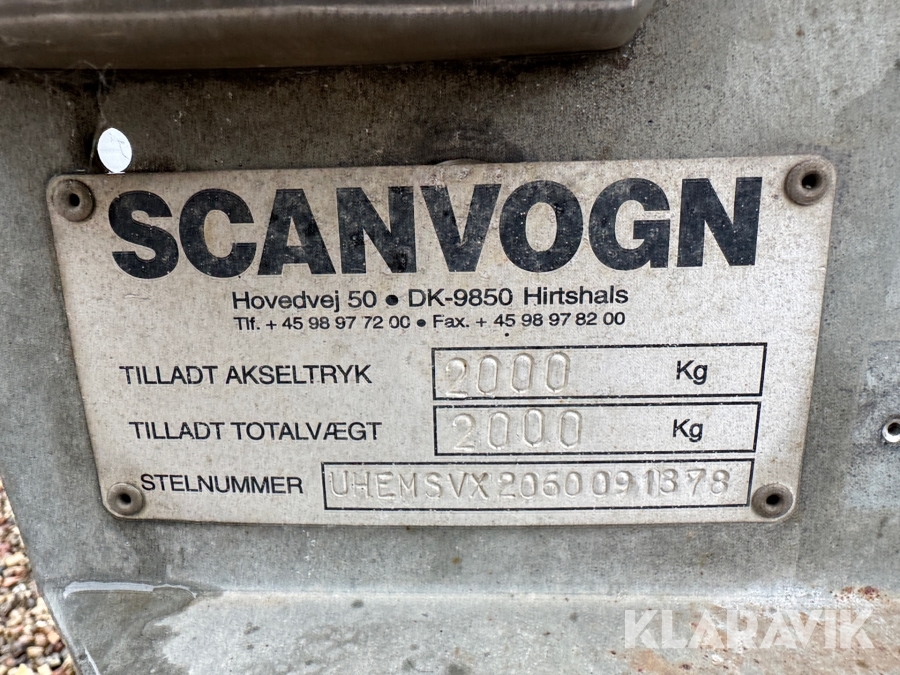 SCANVOGN
Hovedvej 50 • DK-9850 Hirtshals
Tlf. + 45 98 97 72 00 • Fax. + 45 98 97 82 00
TILLADT AKSELTRYK 2000 Kg
TILLADT TOTALVÆGT 2000 Kg
STELNUMMER UHEMSVX2060091378
KLARAVIK